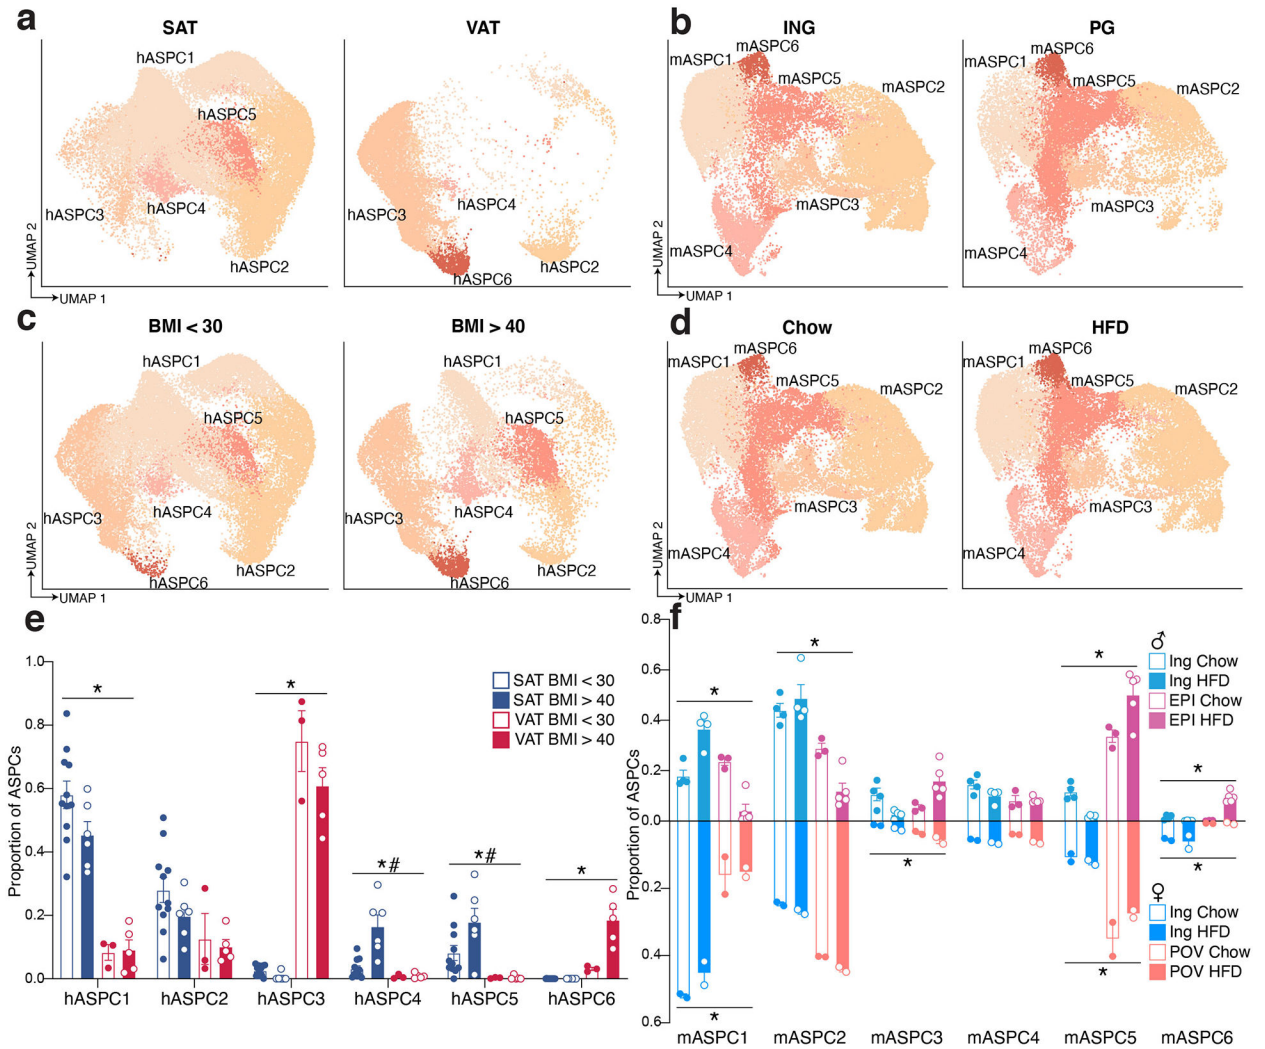 a
SAT
VAT
hASPC1
hASPC5
hASPC3
hASPC4
hASPC2
hASPC4
hASPC3
hASPC6
hASPC2
UMAP 2
UMAP 1
b
ING
PG
mASPC6
mASPC1
mASPC5
mASPC2
mASPC3
mASPC4
mASPC6
mASPC1
mASPC5
mASPC2
mASPC3
mASPC4
UMAP 2
UMAP 1
c
BMI < 30
BMI > 40
hASPC1
hASPC5
hASPC4
hASPC3
hASPC6
hASPC2
hASPC1
hASPC5
hASPC4
hASPC3
hASPC6
hASPC2
UMAP 2
UMAP 1
d
Chow
HFD
mASPC6
mASPC1
mASPC5
mASPC2
mASPC3
mASPC4
mASPC6
mASPC1
mASPC5
mASPC2
mASPC3
mASPC4
UMAP 2
UMAP 1
e
Proportion of ASPCs
1.0
0.8
0.6
0.4
0.2
0.0
*
*
*#
*#
*
SAT BMI < 30
SAT BMI > 40
VAT BMI < 30
VAT BMI > 40
hASPC1 hASPC2 hASPC3 hASPC4 hASPC5 hASPC6
f
Proportion of ASPCs
0.8
0.6
0.4
0.2
0.0
0.2
0.4
0.6
*
*
*
*
*
*
*
*
♂
Ing Chow
Ing HFD
EPI Chow
EPI HFD
♀
Ing Chow
Ing HFD
POV Chow
POV HFD
mASPC1 mASPC2 mASPC3 mASPC4 mASPC5 mASPC6